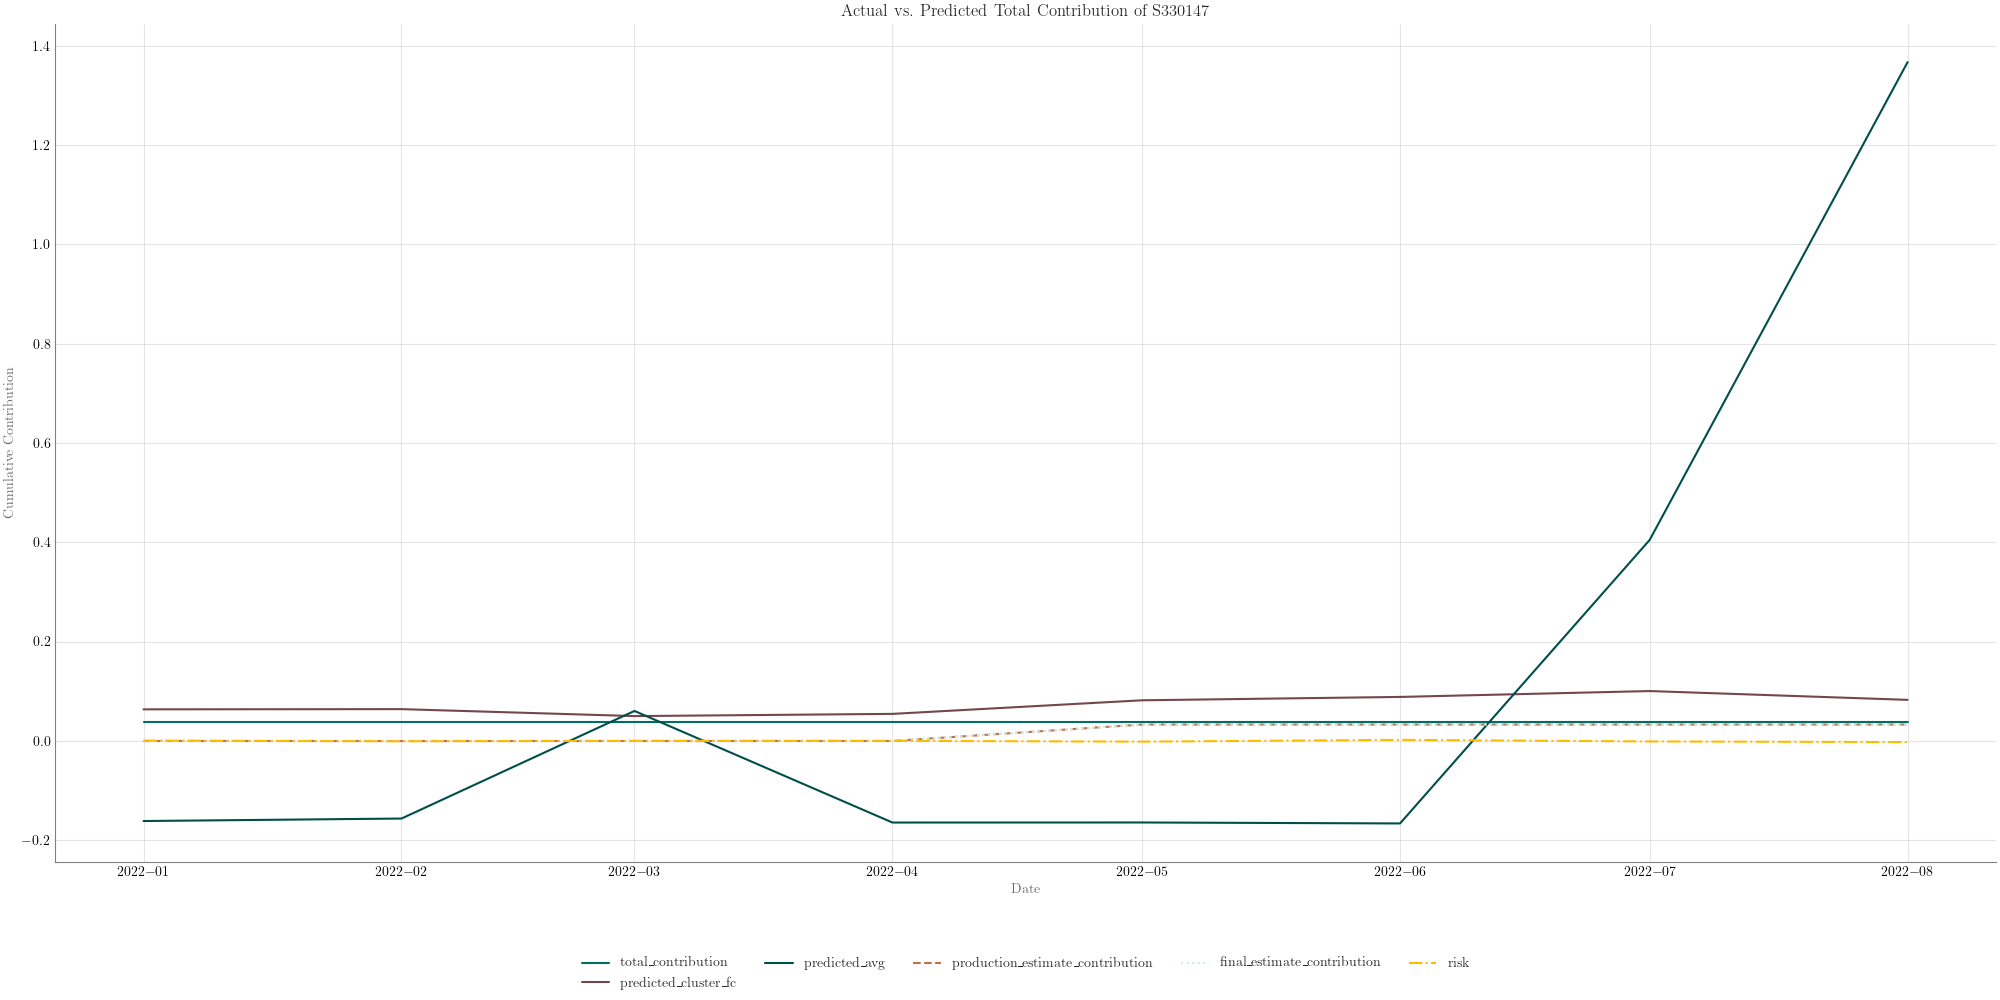 Actual vs. Predicted Total Contribution of S330147
1.4
1.2
1.0
0.8
0.6
0.4
0.2
0.0
−0.2
Cumulative Contribution
2022−01 2022−02 2022−03 2022−04 2022−05 2022−06 2022−07 2022−08
Date
total_contribution predicted_avg production_estimate_contribution final_estimate_contribution risk
predicted_cluster_fc